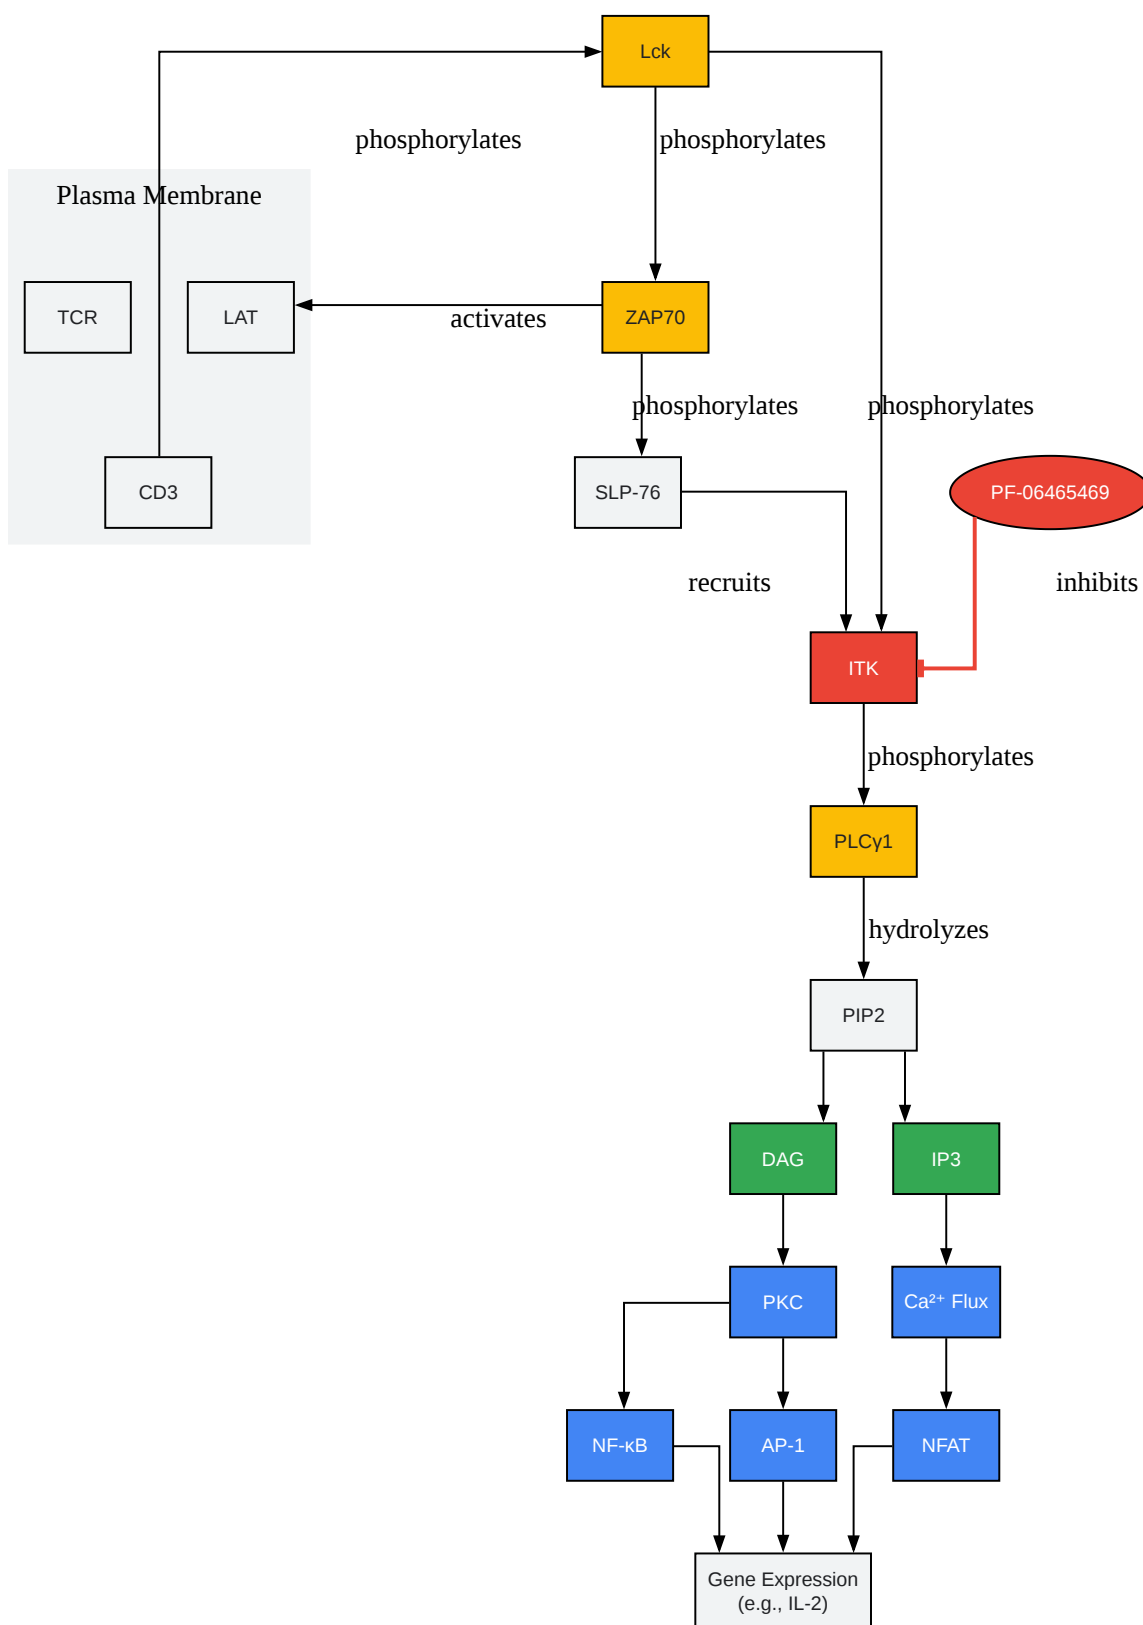 Lck
phosphorylates
phosphorylates
Plasma Membrane
TCR
LAT
activates
ZAP70
phosphorylates
phosphorylates
CD3
SLP-76
PF-06465469
recruits
inhibits
ITK
phosphorylates
PLCγ1
hydrolyzes
PIP2
DAG
IP3
PKC
Ca²⁺ Flux
NF-κB
AP-1
NFAT
Gene Expression
(e.g., IL-2)